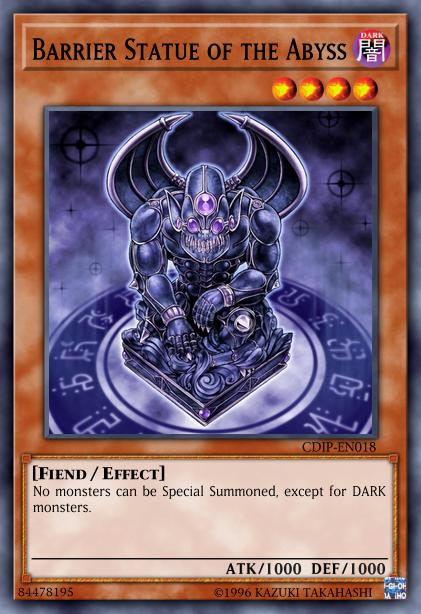 Barrier Statue of the Abyss
DARK
闇
CDIP-EN018
[Fiend / Effect]
No monsters can be Special Summoned, except for DARK
monsters.
ATK/1000 DEF/1000
84478195
©1996 KAZUKI TAKAHASHI